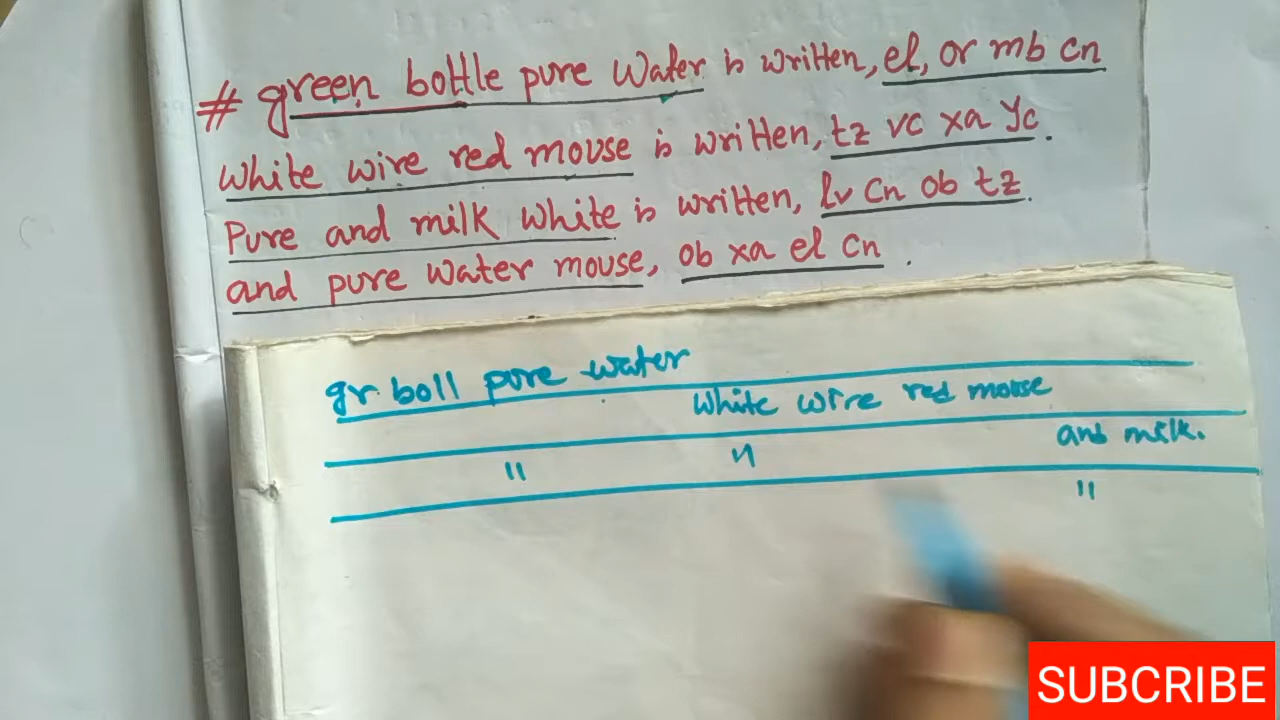 # green bottle pure Water is written, el, or mb cn
White wire red mouse is written, tz vc xa yc.
Pure and milk White is written, lv cn ob tz.
and pure water mouse, ob xa el cn.
gr. boll pure water
White wire red mouse
and milk.
" " "
SUBCRIBE